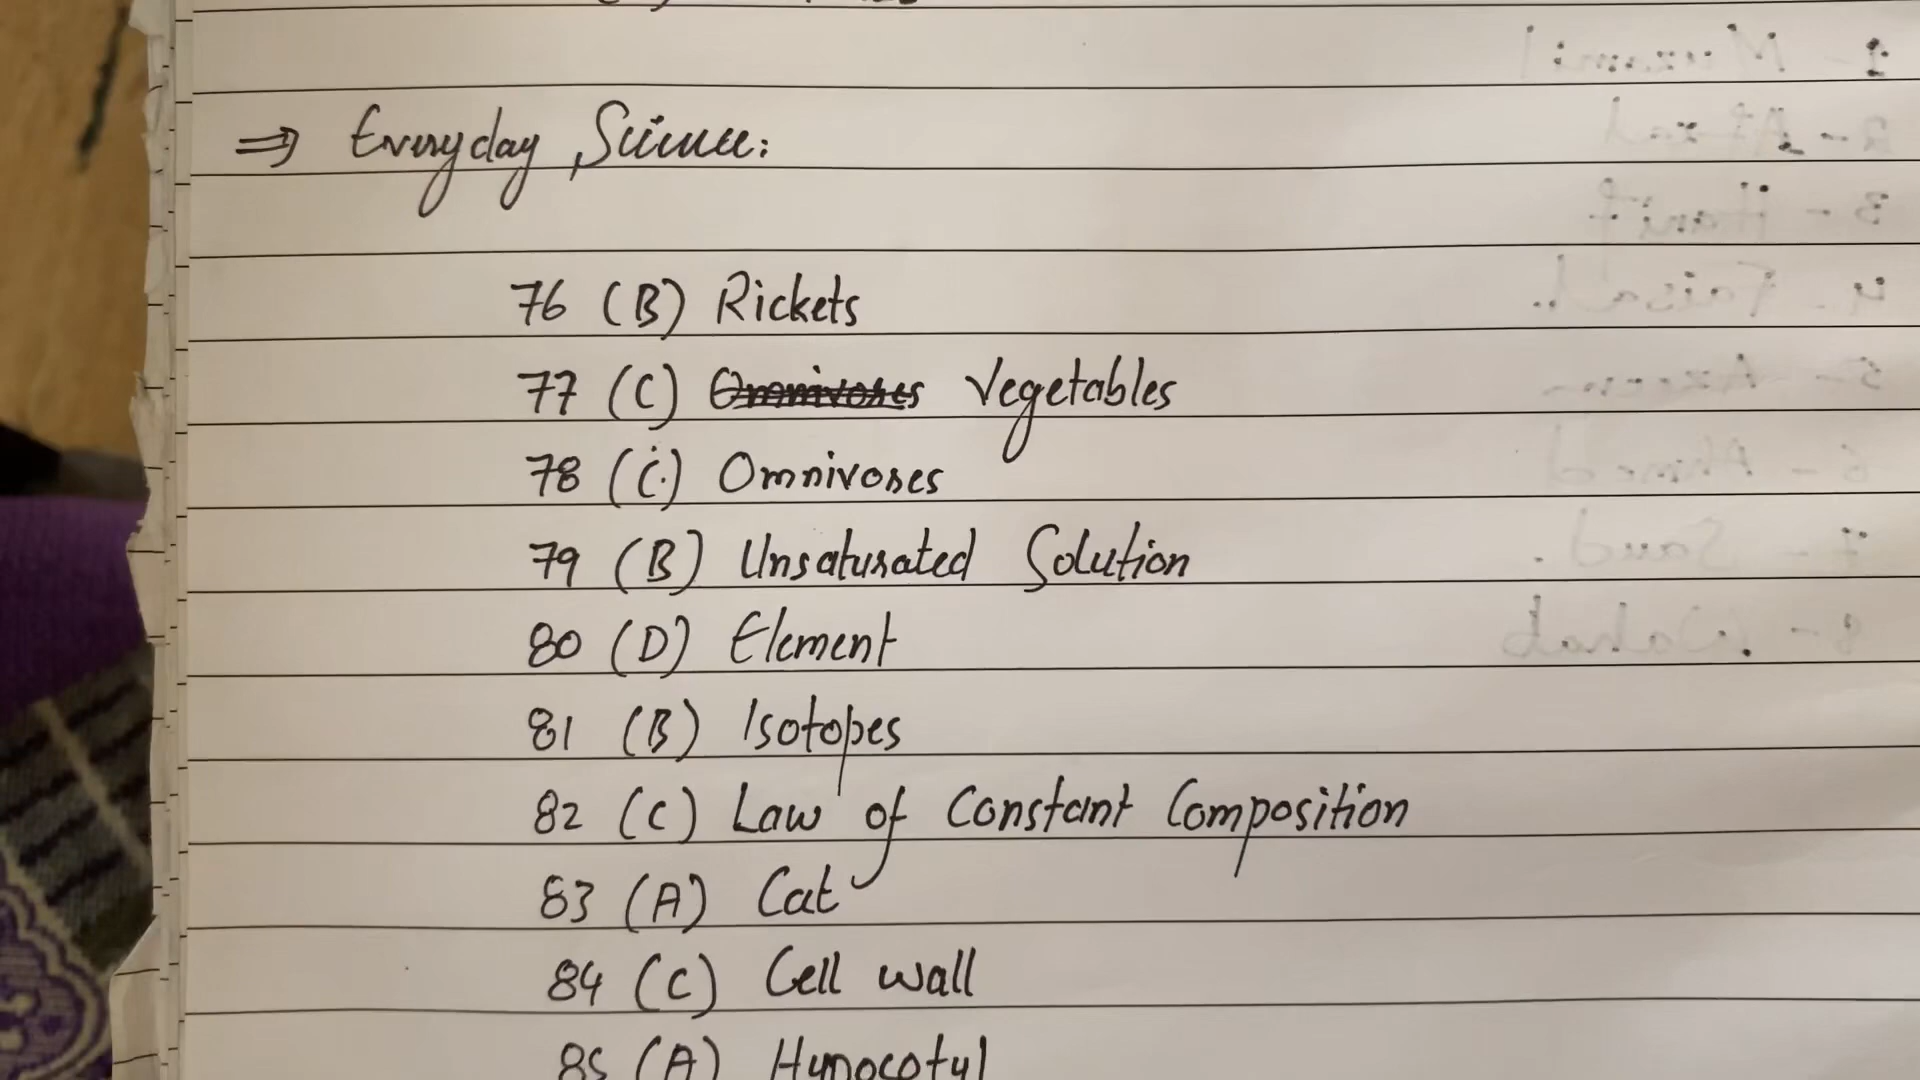 ⇒ Everyday Science:
76 (B) Rickets
77 (C) Omnivores Vegetables
78 (C) Omnivores
79 (B) Unsaturated Solution
80 (D) Element
81 (B) Isotopes
82 (C) Law of Constant Composition
83 (A) Cat
84 (C) Cell wall
85 (A) Hypocotyl